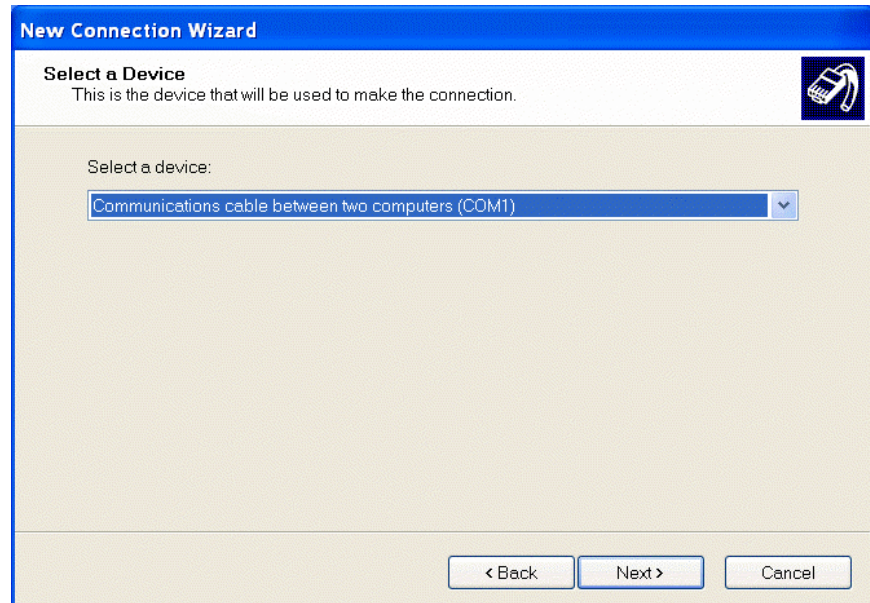 New Connection Wizard
Select a Device
This is the device that will be used to make the connection.
Select a device:
Communications cable between two computers (COM1)
< Back
Next >
Cancel